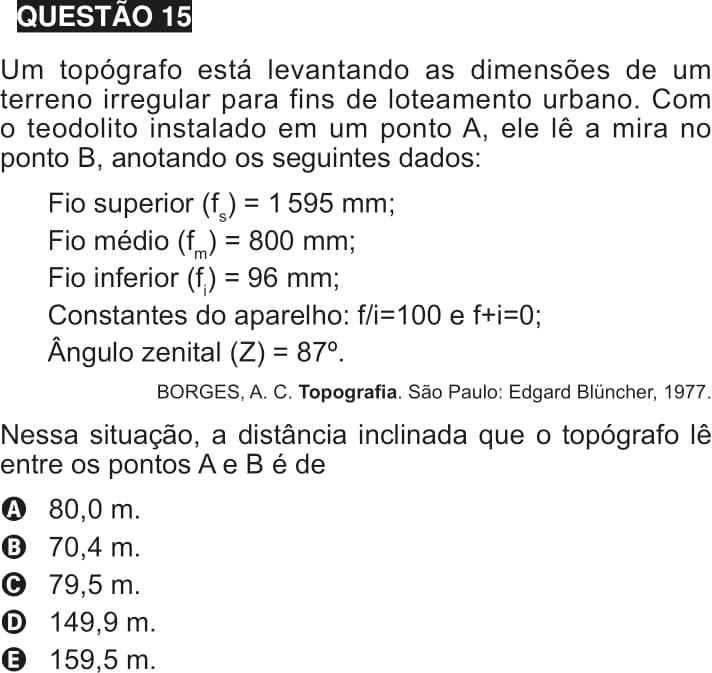 QUESTÃO 15
Um topógrafo está levantando as dimensões de um
terreno irregular para fins de loteamento urbano. Com
o teodolito instalado em um ponto A, ele lê a mira no
ponto B, anotando os seguintes dados:
Fio superior (fs) = 1 595 mm;
Fio médio (fm) = 800 mm;
Fio inferior (fi) = 96 mm;
Constantes do aparelho: f/i=100 e f+i=0;
Ângulo zenital (Z) = 87º.
BORGES, A. C. Topografia. São Paulo: Edgard Blüncher, 1977.
Nessa situação, a distância inclinada que o topógrafo lê
entre os pontos A e B é de
A 80,0 m.
B 70,4 m.
C 79,5 m.
D 149,9 m.
E 159,5 m.